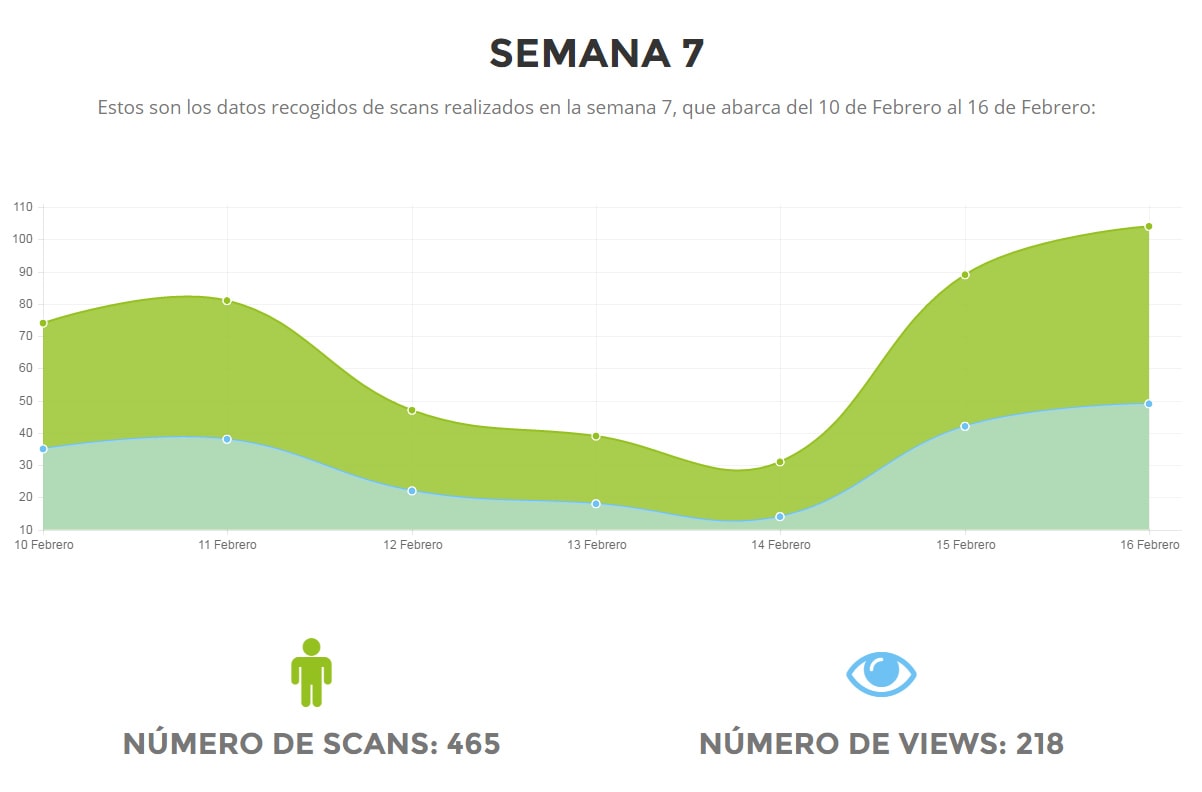 SEMANA 7
Estos son los datos recogidos de scans realizados en la semana 7, que abarca del 10 de Febrero al 16 de Febrero:
110
100
90
80
70
60
50
40
30
20
10
10 Febrero 11 Febrero 12 Febrero 13 Febrero 14 Febrero 15 Febrero 16 Febrero
NÚMERO DE SCANS: 465 NÚMERO DE VIEWS: 218